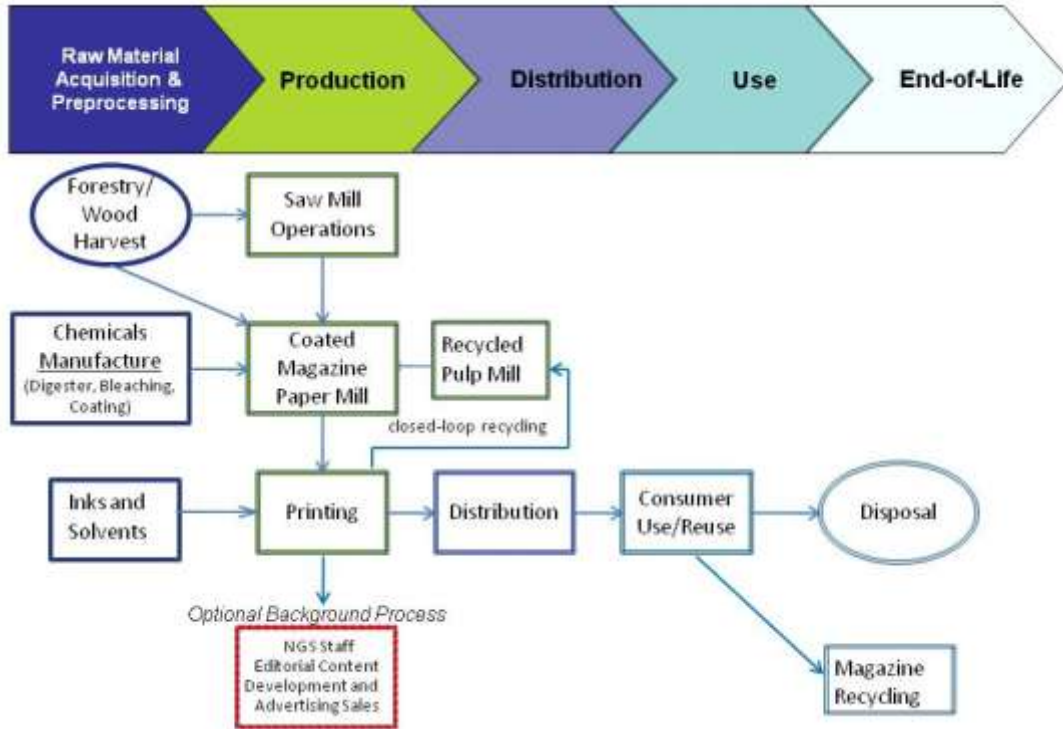 Raw Material
Acquisition &
Preprocessing
Production
Distribution
Use
End-of-Life
Forestry/
Wood
Harvest
Saw Mill
Operations
Chemicals
Manufacture
(Digester, Bleaching,
Coating)
Coated
Magazine
Paper Mill
Recycled
Pulp Mill
closed-loop recycling
Inks and
Solvents
Printing
Distribution
Consumer
Use/Reuse
Disposal
Optional Background Process
NGS Staff
Editorial Content
Development and
Advertising Sales
Magazine
Recycling